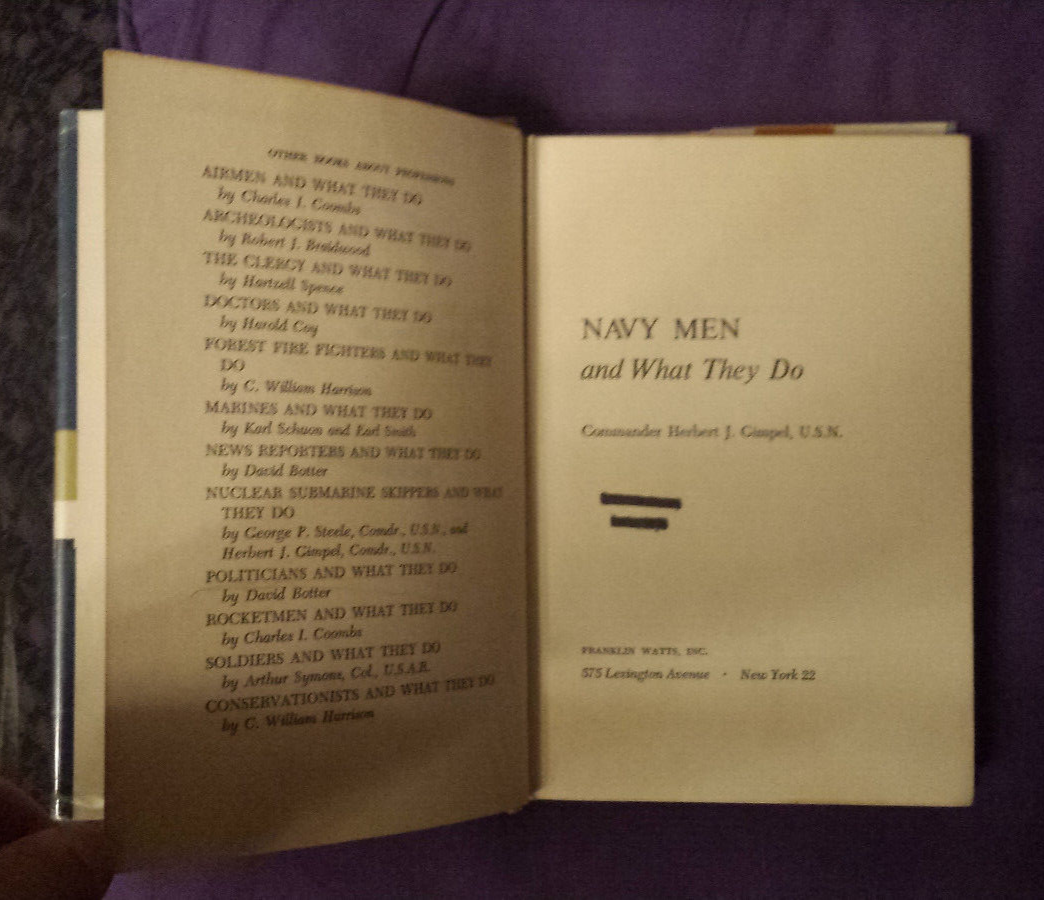 OTHER BOOKS ABOUT PROFESSIONS
AIRMEN AND WHAT THEY DO
by Charles I. Coombs
ARCHEOLOGISTS AND WHAT THEY DO
by Robert J. Braidwood
THE CLERGY AND WHAT THEY DO
by Hartzell Spence
DOCTORS AND WHAT THEY DO
by Harold Coy
FOREST FIRE FIGHTERS AND WHAT THEY
DO
by C. William Harrison
MARINES AND WHAT THEY DO
by Karl Schuon and Earl Smith
NEWS REPORTERS AND WHAT THEY DO
by David Botter
NUCLEAR SUBMARINE SKIPPERS AND WHAT
THEY DO
by George P. Steele, Comdr., U.S.N., and
Herbert J. Gimpel, Comdr., U.S.N.
POLITICIANS AND WHAT THEY DO
by David Botter
ROCKETMEN AND WHAT THEY DO
by Charles I. Coombs
SOLDIERS AND WHAT THEY DO
by Arthur Symons, Col., U.S.A.R.
CONSERVATIONISTS AND WHAT THEY DO
by C. William Harrison
NAVY MEN
and What They Do
Commander Herbert J. Gimpel, U.S.N.
FRANKLIN WATTS, INC.
575 Lexington Avenue · New York 22